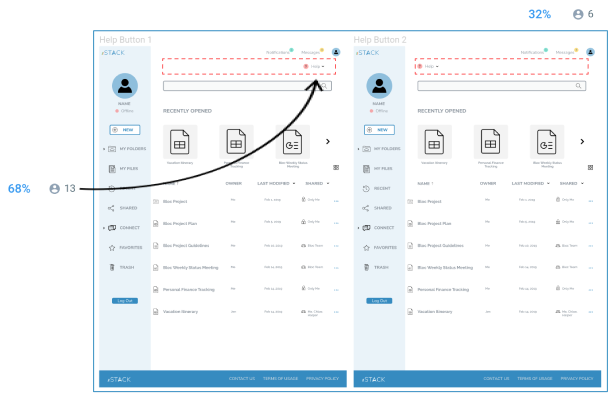 32% 6
Help Button 1
Help Button 2
xSTACK
Notifications
Messages
xSTACK
Notifications
Messages
Help
Help
NAME
Offline
RECENTLY OPENED
NAME
Offline
RECENTLY OPENED
NEW
NEW
MY FOLDERS
MY FOLDERS
Vacation Itinerary
Tracking
Bloc Weekly Status Meeting
Vacation Itinerary
Personal Finance Tracking
Bloc Weekly Status Meeting
MY FILES
MY FILES
68% 13
NAME ↑
OWNER
LAST MODIFIED
SHARED
NAME ↑
OWNER
LAST MODIFIED
SHARED
RECENT
SHARED
Bloc Project
Me
Feb 2, 2019
Only Me
SHARED
Bloc Project
Me
Feb 2, 2019
Only Me
CONNECT
Bloc Project Plan
Me
Only Me
CONNECT
Bloc Project Plan
Me
Only Me
FAVORITES
Bloc Project Guidelines
Me
Bloc Team
FAVORITES
Bloc Project Guidelines
Me
Bloc Team
TRASH
Bloc Weekly Status Meeting
Me
Bloc Team
TRASH
Bloc Weekly Status Meeting
Me
Bloc Team
Personal Finance Tracking
Me
Only Me
Personal Finance Tracking
Me
Only Me
Log Out
Vacation Itinerary
Log Out
Vacation Itinerary
xSTACK
CONTACT US
TERMS OF USAGE
PRIVACY POLICY
xSTACK
CONTACT US
TERMS OF USAGE
PRIVACY POLICY